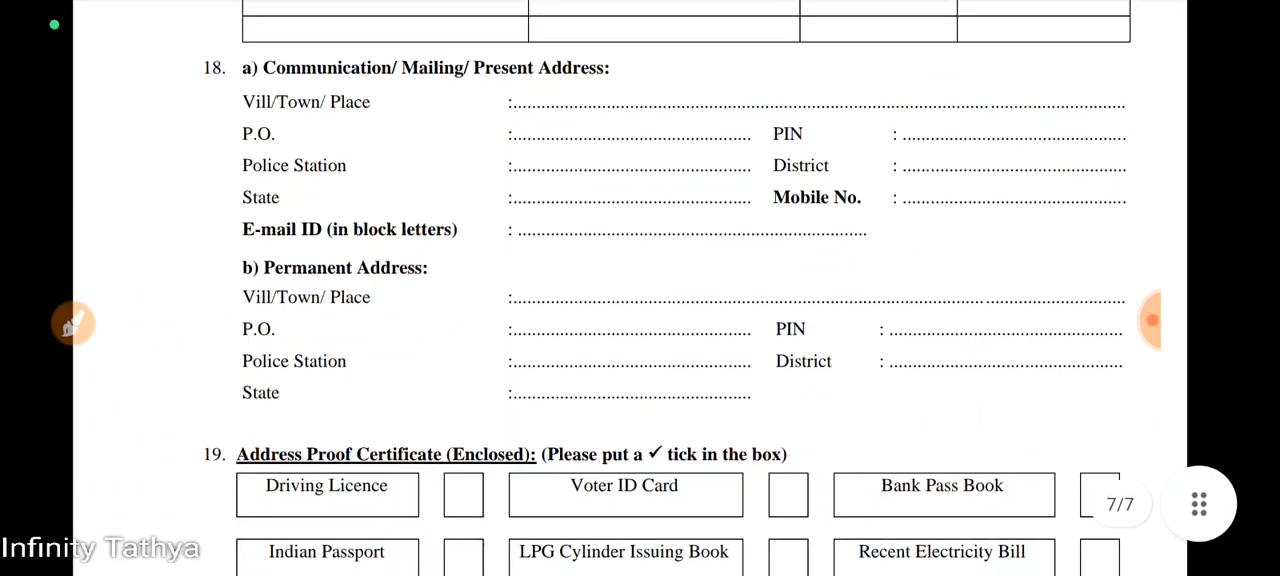 18. a) Communication/ Mailing/ Present Address:
Vill/Town/ Place :..........................................................................................................
P.O. :.................................................. PIN : ...............................................
Police Station :.................................................. District : ...............................................
State :.................................................. Mobile No. : ...............................................
E-mail ID (in block letters) : ..........................................................................
b) Permanent Address:
Vill/Town/ Place :..........................................................................................................
P.O. :.................................................. PIN : .................................................
Police Station :.................................................. District : .................................................
State :..................................................
19. Address Proof Certificate (Enclosed): (Please put a ✓ tick in the box)
Driving Licence Voter ID Card Bank Pass Book
7/7
Infinity Tathya
Indian Passport LPG Cylinder Issuing Book Recent Electricity Bill